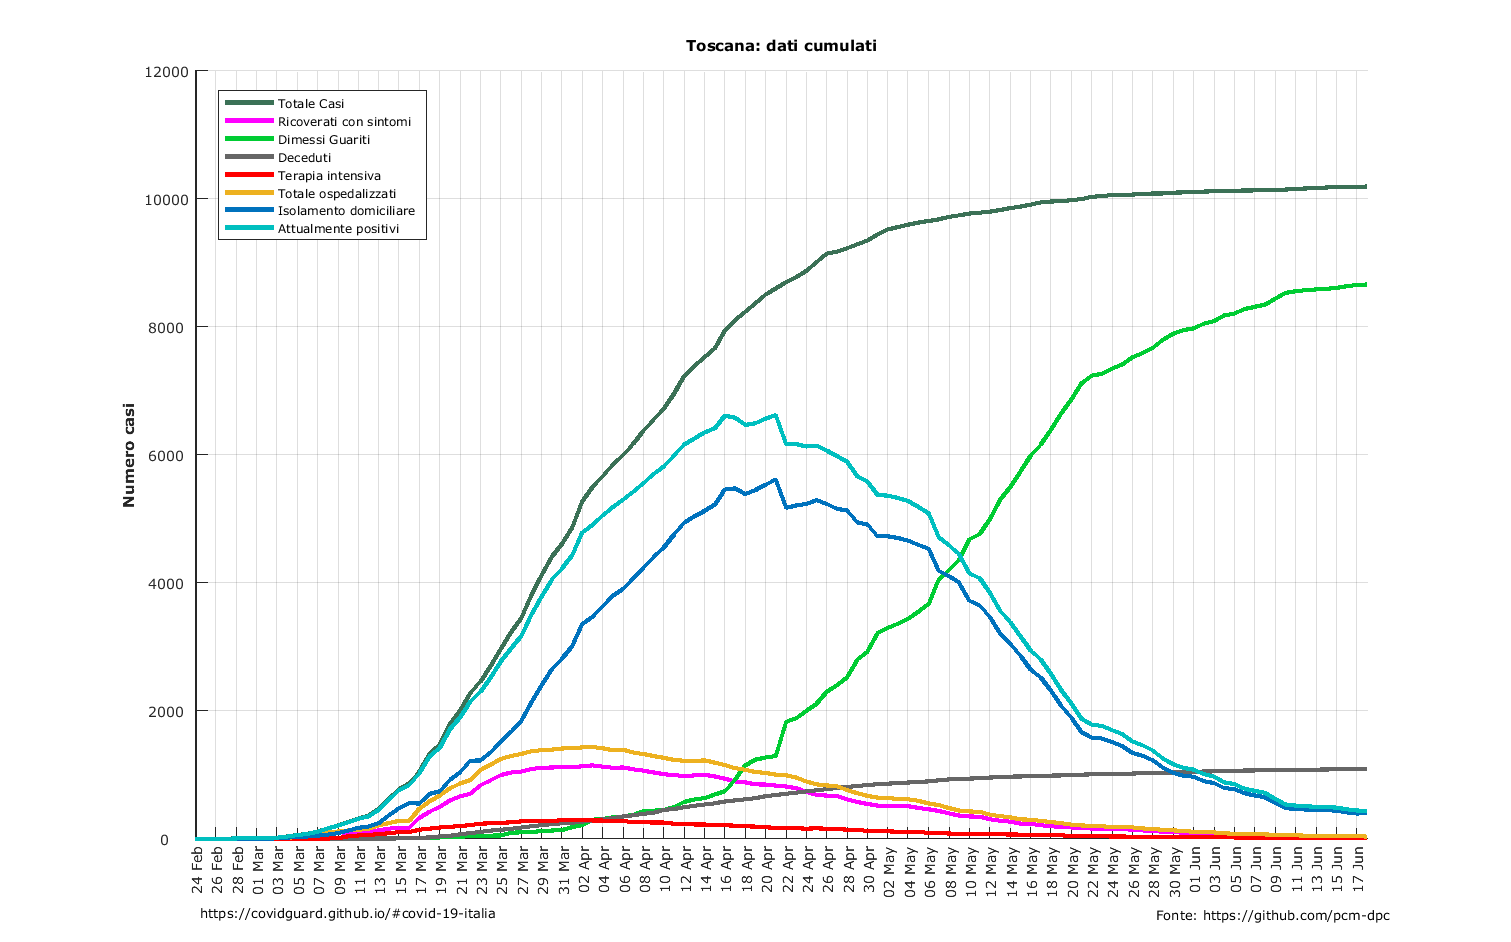 Toscana: dati cumulati
12000
10000
8000
6000
4000
2000
0
Numero casi
Totale Casi
Ricoverati con sintomi
Dimessi Guariti
Deceduti
Terapia intensiva
Totale ospedalizzati
Isolamento domiciliare
Attualmente positivi
24 Feb
26 Feb
28 Feb
01 Mar
03 Mar
05 Mar
07 Mar
09 Mar
11 Mar
13 Mar
15 Mar
17 Mar
19 Mar
21 Mar
23 Mar
25 Mar
27 Mar
29 Mar
31 Mar
02 Apr
04 Apr
06 Apr
08 Apr
10 Apr
12 Apr
14 Apr
16 Apr
18 Apr
20 Apr
22 Apr
24 Apr
26 Apr
28 Apr
30 Apr
02 May
04 May
06 May
08 May
10 May
12 May
14 May
16 May
18 May
20 May
22 May
24 May
26 May
28 May
30 May
01 Jun
03 Jun
05 Jun
07 Jun
09 Jun
11 Jun
13 Jun
15 Jun
17 Jun
https://covidguard.github.io/#covid-19-italia
Fonte: https://github.com/pcm-dpc